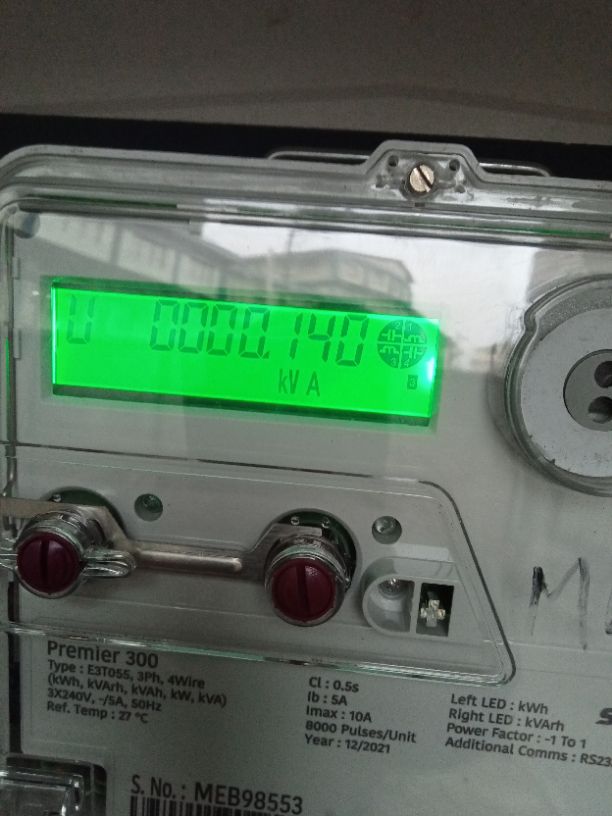 U 0000.140
kVA
3
M
Premier 300
Type : E3T055, 3Ph, 4Wire
(kWh, kVArh, kVAh, kW, kVA)
3X240V, -/5A, 50Hz
Ref. Temp : 27 °C
Cl : 0.5s
Ib : 5A
Imax : 10A
8000 Pulses/Unit
Year : 12/2021
Left LED : kWh
Right LED : kVArh
Power Factor : -1 To 1
Additional Comms : RS23
S. No. : MEB98553